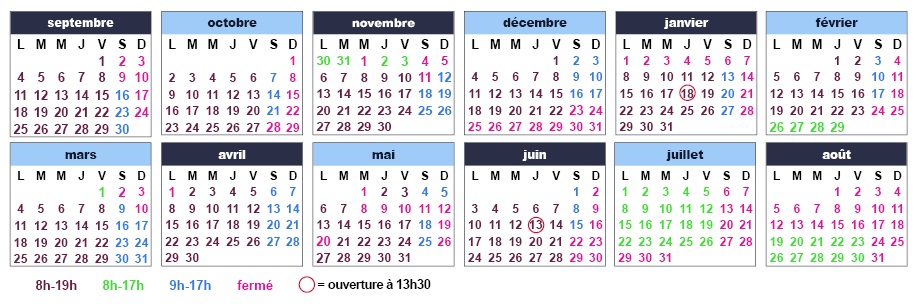 septembre octobre novembre décembre janvier février
L M M J V S D L M M J V S D L M M J V S D L M M J V S D L M M J V S D L M M J V S D
1 2 3 1 30 31 1 2 3 4 5 1 2 3 1 2 3 4 5 6 7 1 2 3 4
4 5 6 7 8 9 10 2 3 4 5 6 7 8 6 7 8 9 10 11 12 4 5 6 7 8 9 10 8 9 10 11 12 13 14 5 6 7 8 9 10 11
11 12 13 14 15 16 17 9 10 11 12 13 14 15 13 14 15 16 17 18 19 11 12 13 14 15 16 17 15 16 17 18 19 20 21 12 13 14 15 16 17 18
18 19 20 21 22 23 24 16 17 18 19 20 21 22 20 21 22 23 24 25 26 18 19 20 21 22 23 24 22 23 24 25 26 27 28 19 20 21 22 23 24 25
25 26 27 28 29 30 23 24 25 26 27 28 29 27 28 29 30 25 26 27 28 29 30 31 29 30 31 26 27 28 29
mars avril mai juin juillet août
L M M J V S D L M M J V S D L M M J V S D L M M J V S D L M M J V S D L M M J V S D
1 2 3 1 2 3 4 5 6 7 1 2 3 4 5 1 2 1 2 3 4 5 6 7 1 2 3 4
4 5 6 7 8 9 10 8 9 10 11 12 13 14 6 7 8 9 10 11 12 3 4 5 6 7 8 9 8 9 10 11 12 13 14 5 6 7 8 9 10 11
11 12 13 14 15 16 17 15 16 17 18 19 20 21 13 14 15 16 17 18 19 10 11 12 13 14 15 16 15 16 17 18 19 20 21 12 13 14 15 16 17 18
18 19 20 21 22 23 24 22 23 24 25 26 27 28 20 21 22 23 24 25 26 17 18 19 20 21 22 23 22 23 24 25 26 27 28 19 20 21 22 23 24 25
25 26 27 28 29 30 31 29 30 27 28 29 30 31 24 25 26 27 28 29 30 29 30 31 26 27 28 29 30 31
8h-19h 8h-17h 9h-17h fermé = ouverture à 13h30